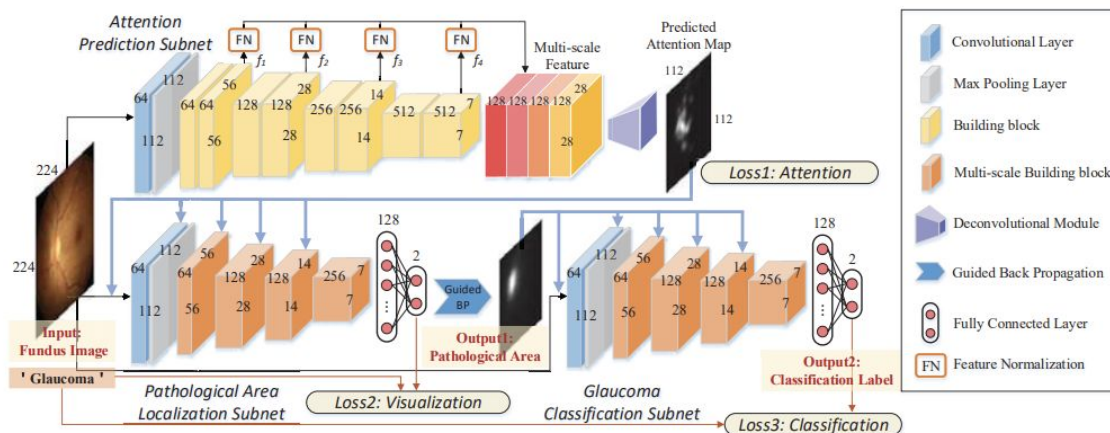 Attention
Prediction Subnet
FN FN FN FN
f₁ f₂ f₃ f₄
Multi-scale
Feature
Predicted
Attention Map
64 112 112
64 64 56 56
128 128 28 28
256 256 14 14
512 512 7 7
128 128 128 128 28 28
112 112
Loss1: Attention
224
224
Input:
Fundus Image
' Glaucoma '
64 112 112
64 56 56
128 28 28
128 14 14
256 7 7
128
2
Guided
BP
Output1:
Pathological Area
64 112 112
64 56 56
128 28 28
128 14 14
256 7 7
128
2
Output2:
Classification Label
Pathological Area
Localization Subnet
Loss2: Visualization
Glaucoma
Classification Subnet
Loss3: Classification
Convolutional Layer
Max Pooling Layer
Building block
Multi-scale Building block
Deconvolutional Module
Guided Back Propagation
Fully Connected Layer
FN Feature Normalization